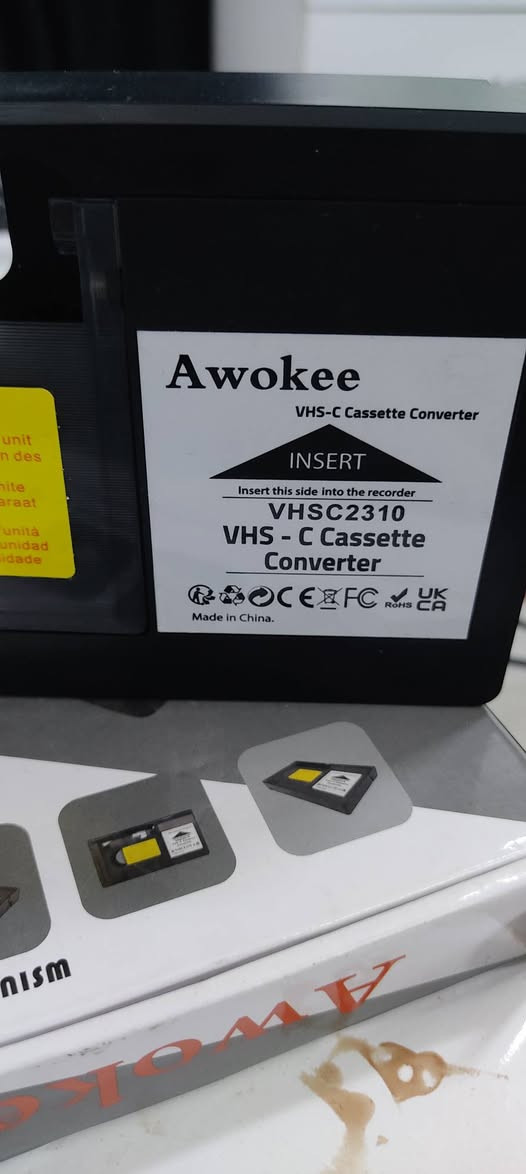 Awokee
VHS-C Cassette Converter
INSERT
Insert this side into the recorder
VHSC2310
VHS - C Cassette
Converter
CE FC RoHS UK
CA
Made in China.
unit
n des
nite
araat
unità
unidad
idade
NISM
Awoke